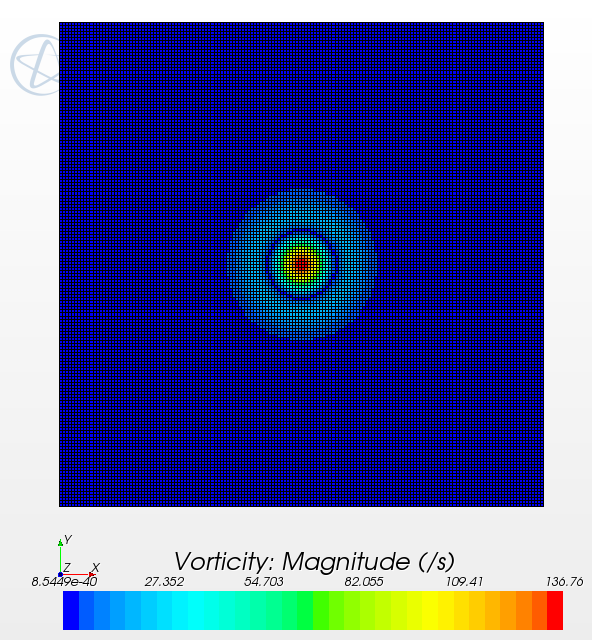 Y
Z X
Vorticity: Magnitude (/s)
8.5449e-40 27.352 54.703 82.055 109.41 136.76